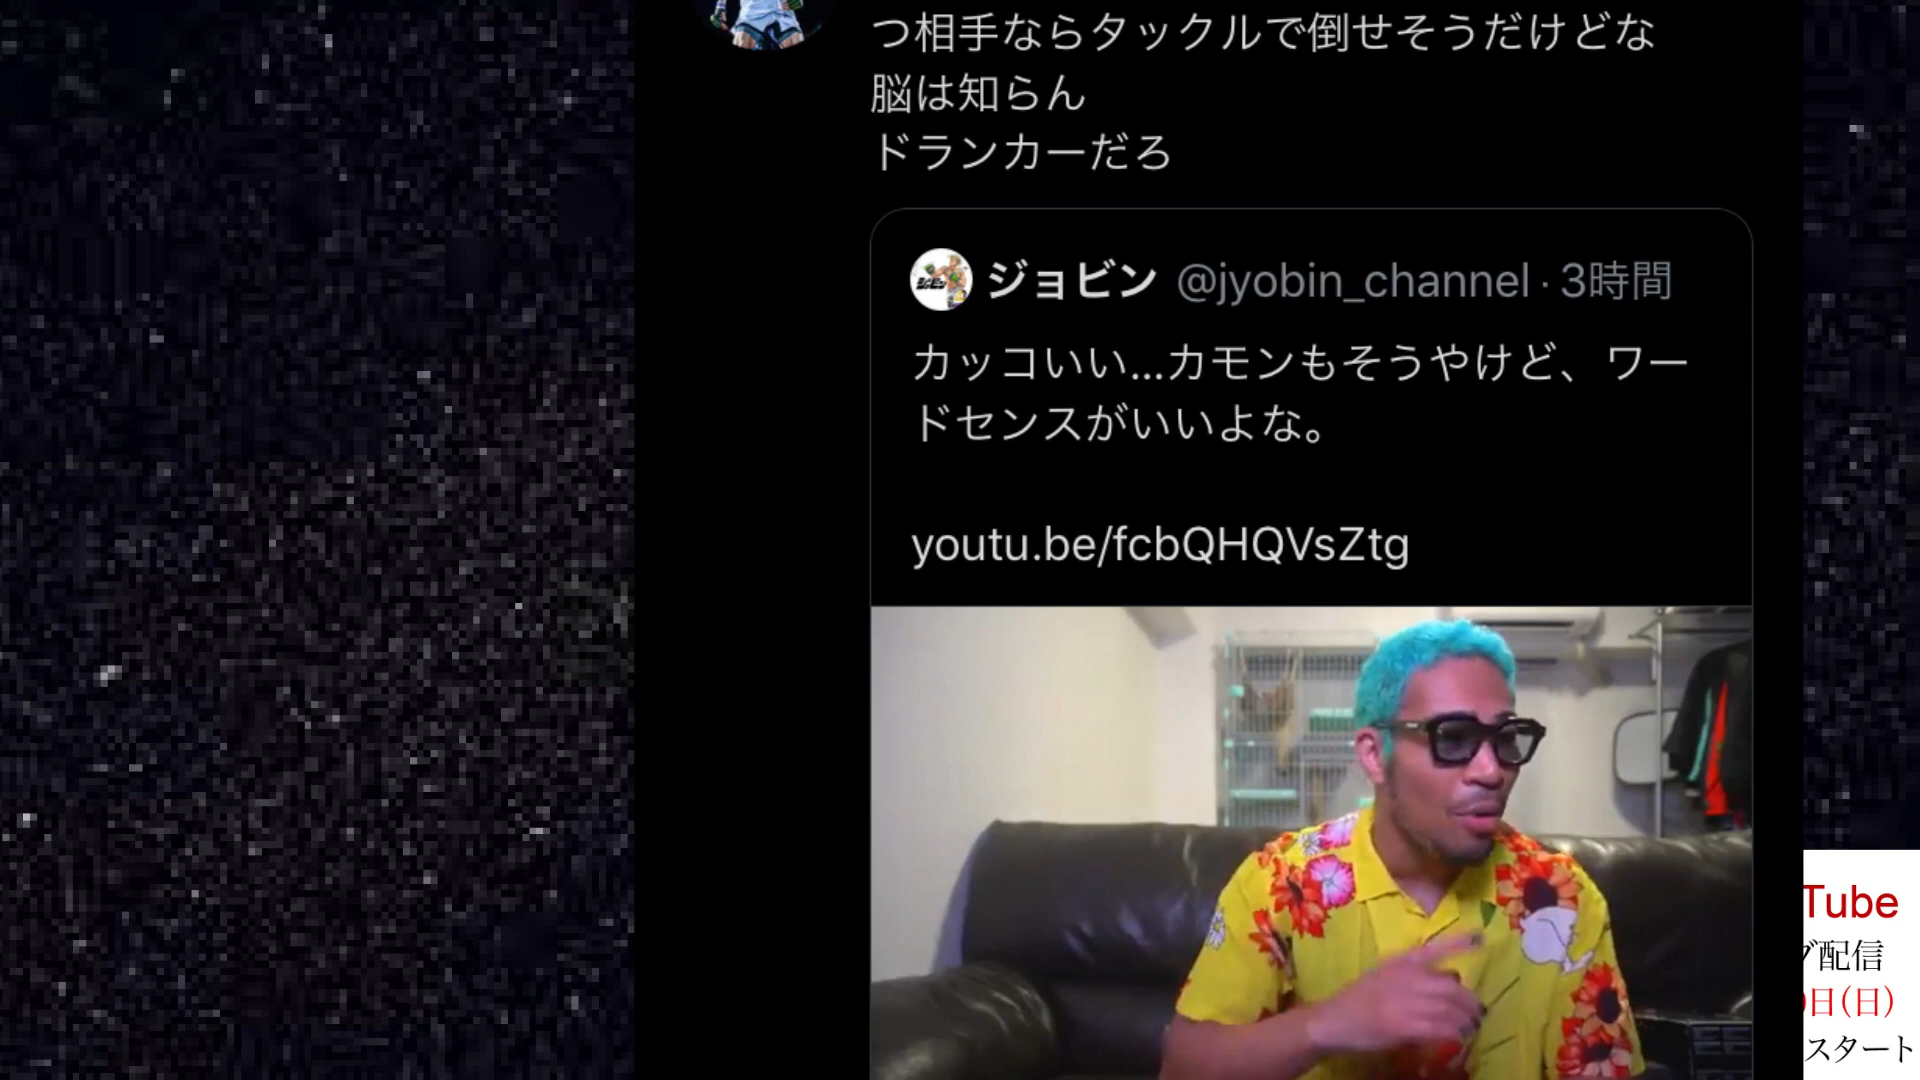 つ相手ならタックルで倒せそうだけどな
脳は知らん
ドランカーだろ
ジョビン @jyobin_channel · 3時間
カッコいい...カモンもそうやけど、ワー
ドセンスがいいよな。
youtu.be/fcbQHQVsZtg
Tube
配信
日(日)
スタート